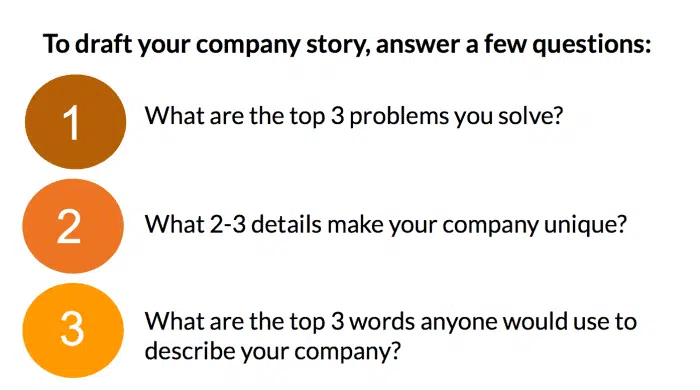 To draft your company story, answer a few questions:
1
What are the top 3 problems you solve?
2
What 2-3 details make your company unique?
3
What are the top 3 words anyone would use to
describe your company?